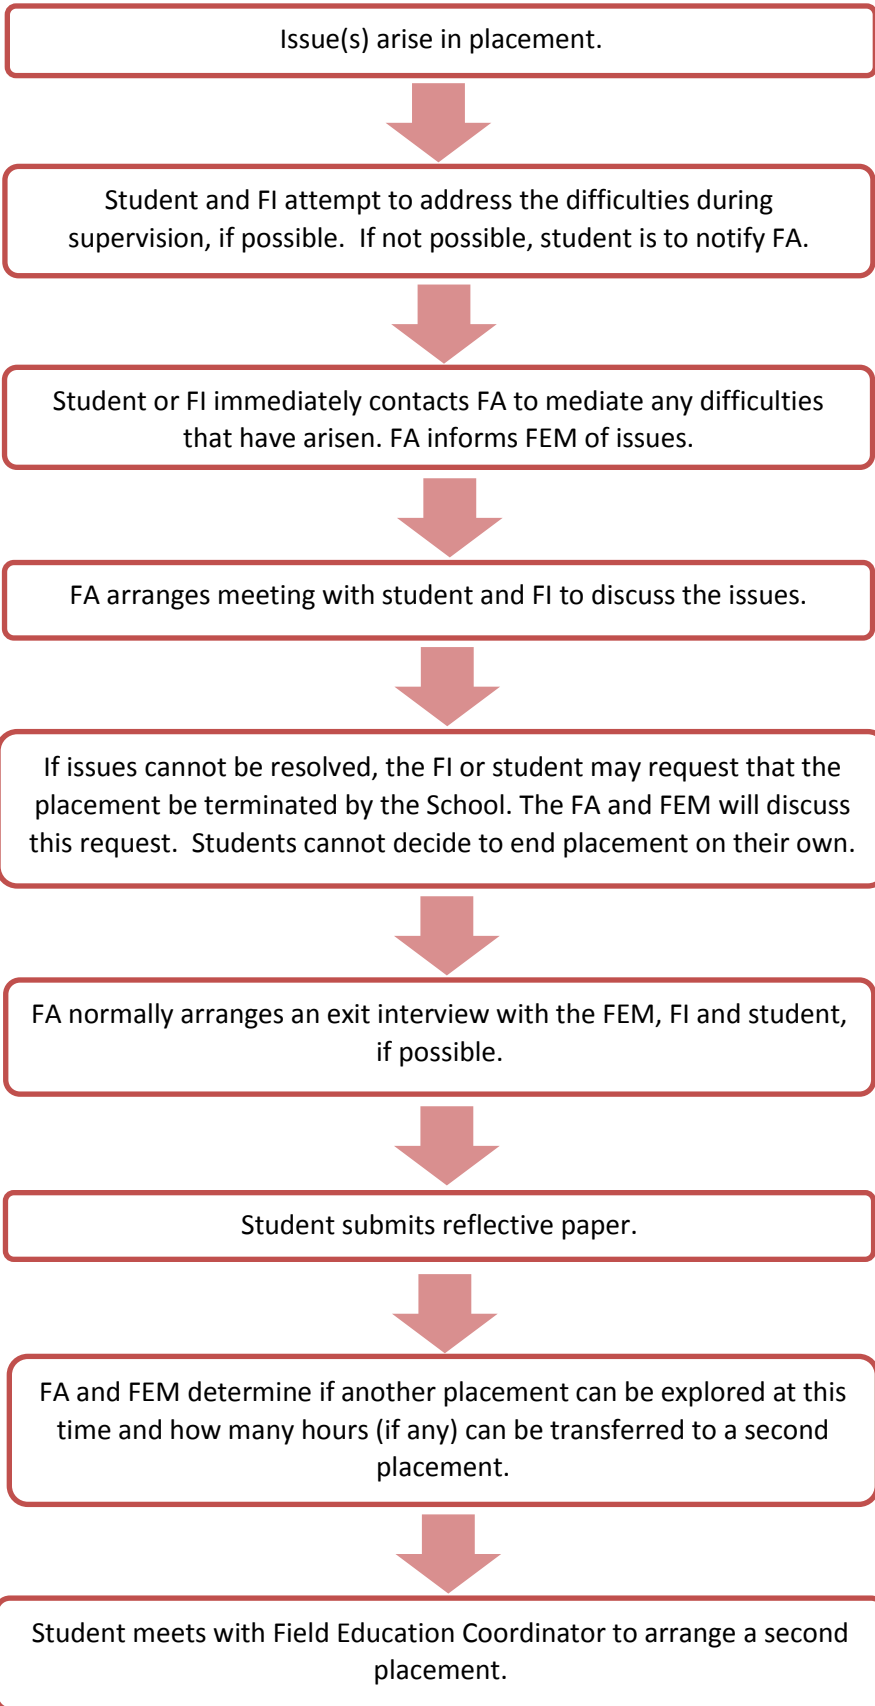 Issue(s) arise in placement.
Student and FI attempt to address the difficulties during
supervision, if possible.  If not possible, student is to notify FA.
Student or FI immediately contacts FA to mediate any difficulties
that have arisen. FA informs FEM of issues.
FA arranges meeting with student and FI to discuss the issues.
If issues cannot be resolved, the FI or student may request that the
placement be terminated by the School. The FA and FEM will discuss
this request.  Students cannot decide to end placement on their own.
FA normally arranges an exit interview with the FEM, FI and student,
if possible.
Student submits reflective paper.
FA and FEM determine if another placement can be explored at this
time and how many hours (if any) can be transferred to a second
placement.
Student meets with Field Education Coordinator to arrange a second
placement.